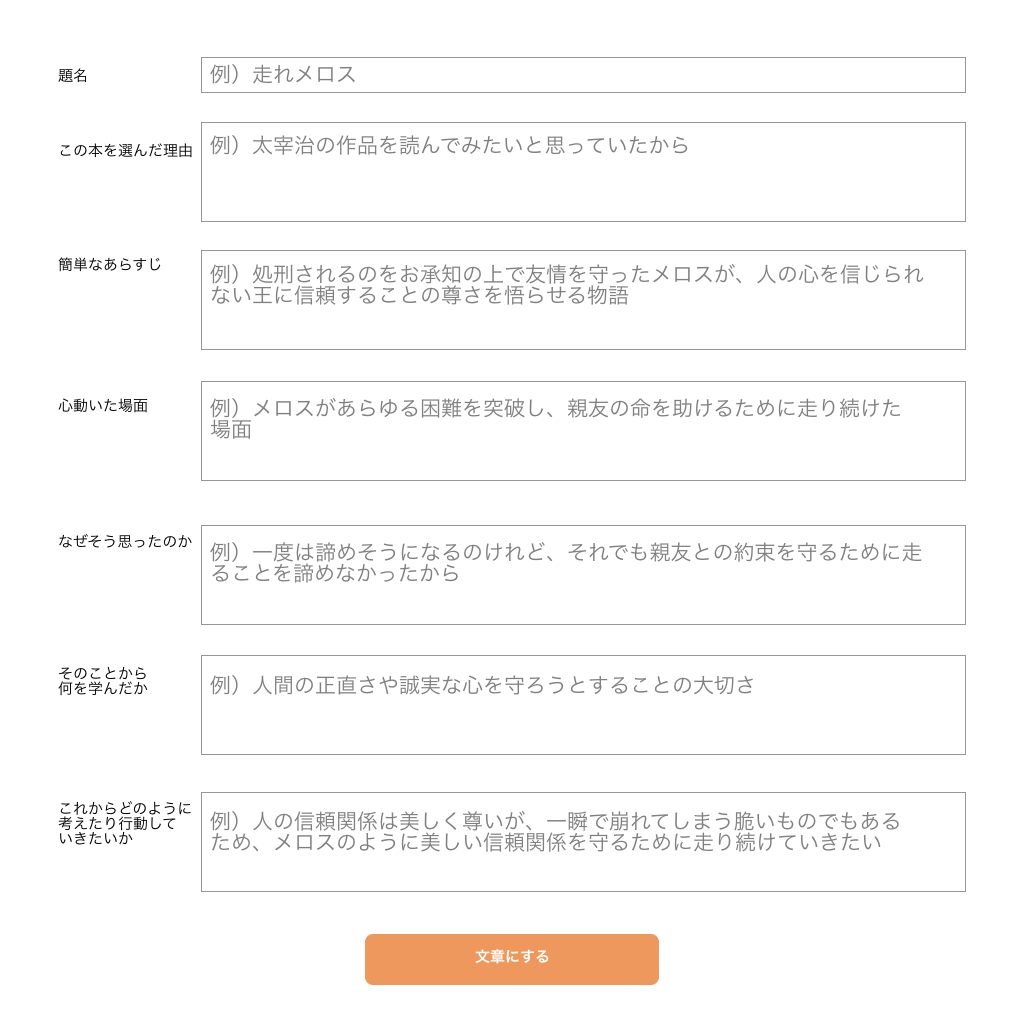 題名
例）走れメロス
この本を選んだ理由
例）太宰治の作品を読んでみたいと思っていたから
簡単なあらすじ
例）処刑されるのをお承知の上で友情を守ったメロスが、人の心を信じられ
ない王に信頼することの尊さを悟らせる物語
心動いた場面
例）メロスがあらゆる困難を突破し、親友の命を助けるために走り続けた
場面
なぜそう思ったのか
例）一度は諦めそうになるのけれど、それでも親友との約束を守るために走
ることを諦めなかったから
そのことから
何を学んだか
例）人間の正直さや誠実な心を守ろうとすることの大切さ
これからどのように
考えたり行動して
いきたいか
例）人の信頼関係は美しく尊いが、一瞬で崩れてしまう脆いものでもある
ため、メロスのように美しい信頼関係を守るために走り続けていきたい
文章にする